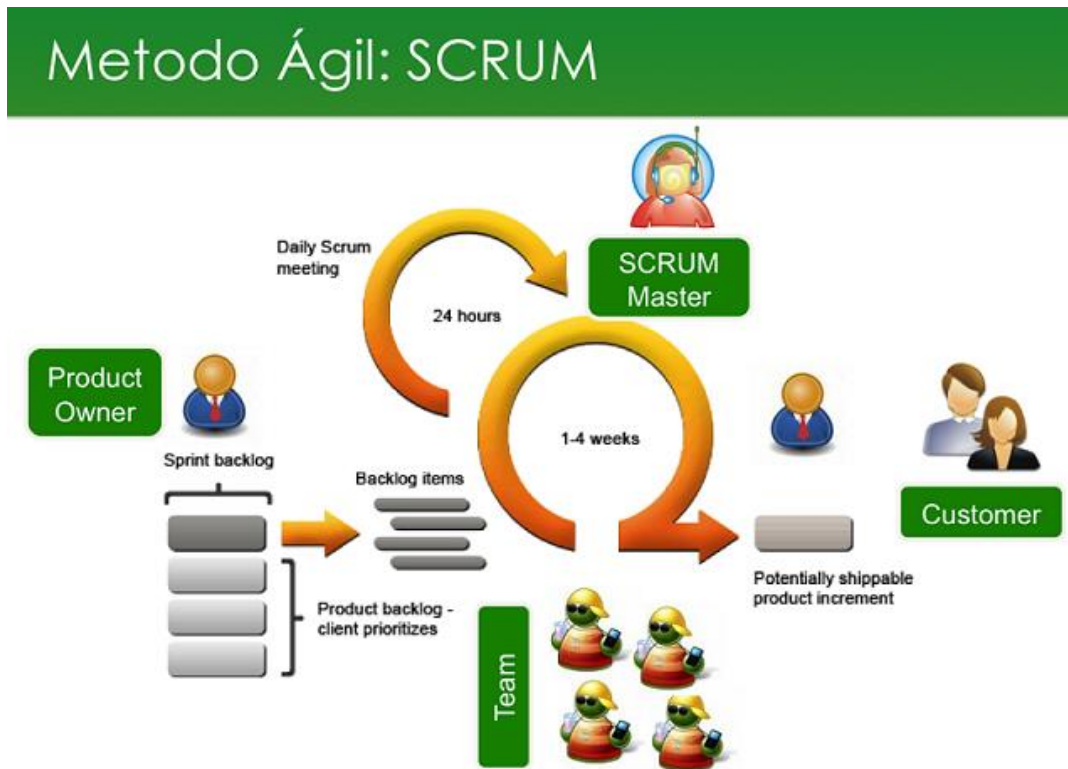 Metodo Ágil: SCRUM
Daily Scrum
meeting
24 hours
SCRUM
Master
Product
Owner
1-4 weeks
Sprint backlog
Backlog items
Customer
Product backlog -
client prioritizes
Potentially shippable
product increment
Team